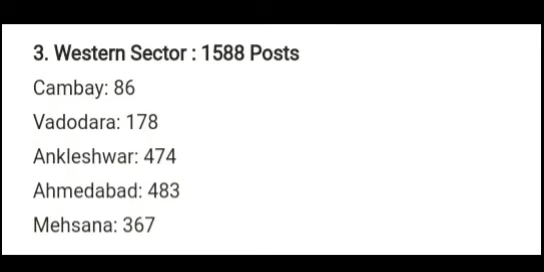 3. Western Sector : 1588 Posts
Cambay: 86
Vadodara: 178
Ankleshwar: 474
Ahmedabad: 483
Mehsana: 367